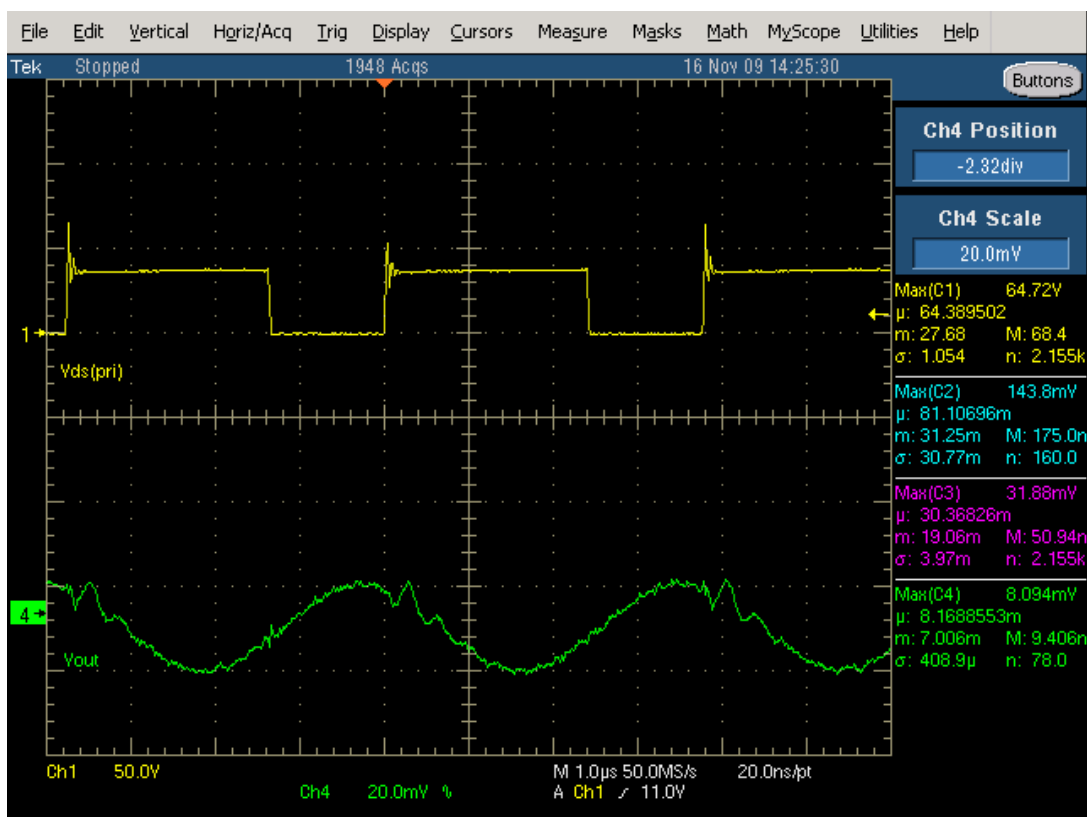 File Edit Vertical Horiz/Acq Trig Display Cursors Measure Masks Math MyScope Utilities Help
Tek Stopped 1948 Acqs 16 Nov 09 14:25:30
Buttons
Ch4 Position
-2.32div
Ch4 Scale
20.0mV
Max(C1) 64.72V
µ: 64.389502
m: 27.68 M: 68.4
σ: 1.054 n: 2.155k
1
Vds(pri)
Max(C2) 143.8mV
µ: 81.10696m
m: 31.25m M: 175.0m
σ: 30.77m n: 160.0
Max(C3) 31.88mV
µ: 30.36826m
m: 19.06m M: 50.94m
σ: 3.97m n: 2.155k
Max(C4) 8.094mV
µ: 8.1688553m
m: 7.006m M: 9.406m
σ: 408.9µ n: 78.0
4
Vout
Ch1 50.0V M 1.0µs 50.0MS/s 20.0ns/pt
Ch4 20.0mV A Ch1 11.0V